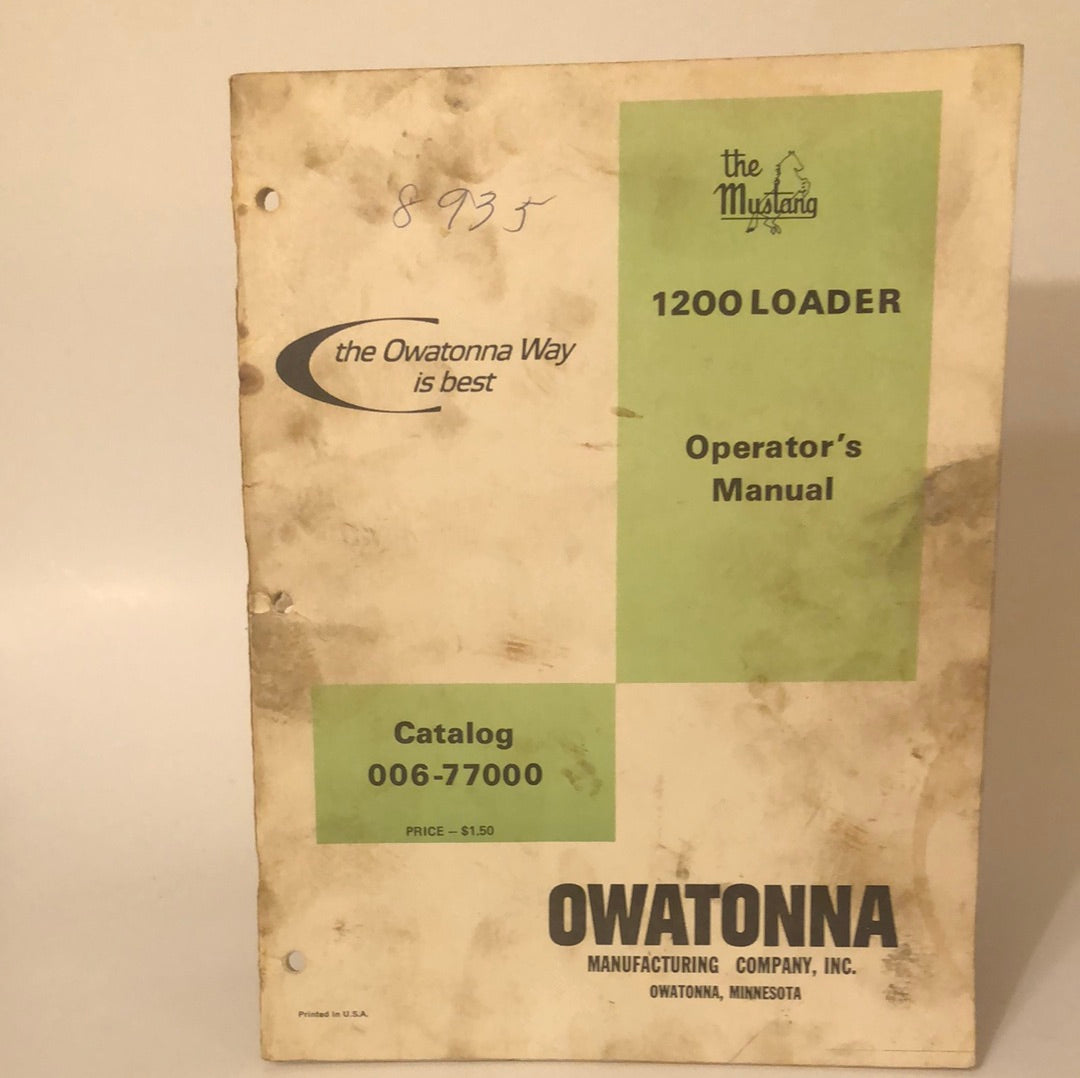 8935
the Owatonna Way
is best
the
Mustang
1200 LOADER
Operator's
Manual
Catalog
006-77000
PRICE – $1.50
OWATONNA
MANUFACTURING COMPANY, INC.
OWATONNA, MINNESOTA
Printed in U.S.A.